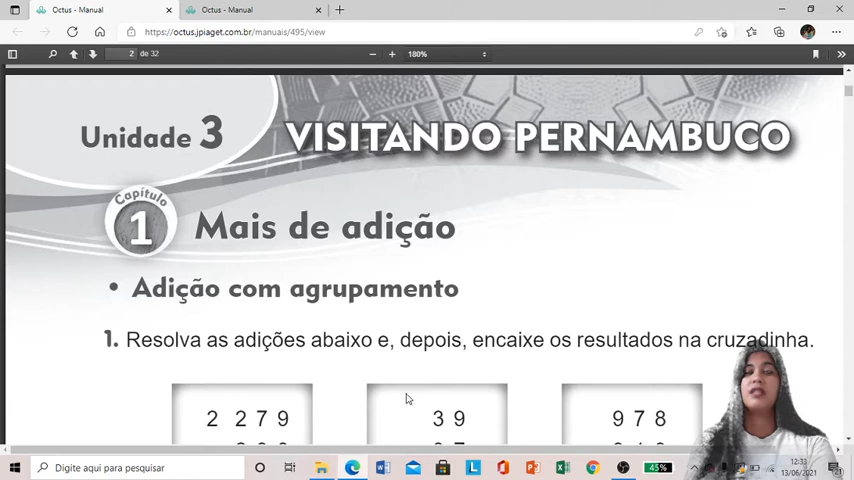 Octus - Manual
Octus - Manual
https://octus.jpiaget.com.br/manuais/495/view
2 de 32
180%
Unidade 3
VISITANDO PERNAMBUCO
Capítulo
1
Mais de adição
• Adição com agrupamento
1. Resolva as adições abaixo e, depois, encaixe os resultados na cruzadinha.
2 2 7 9
3 9
9 7 8
Digite aqui para pesquisar
45%
12:33
13/06/2021